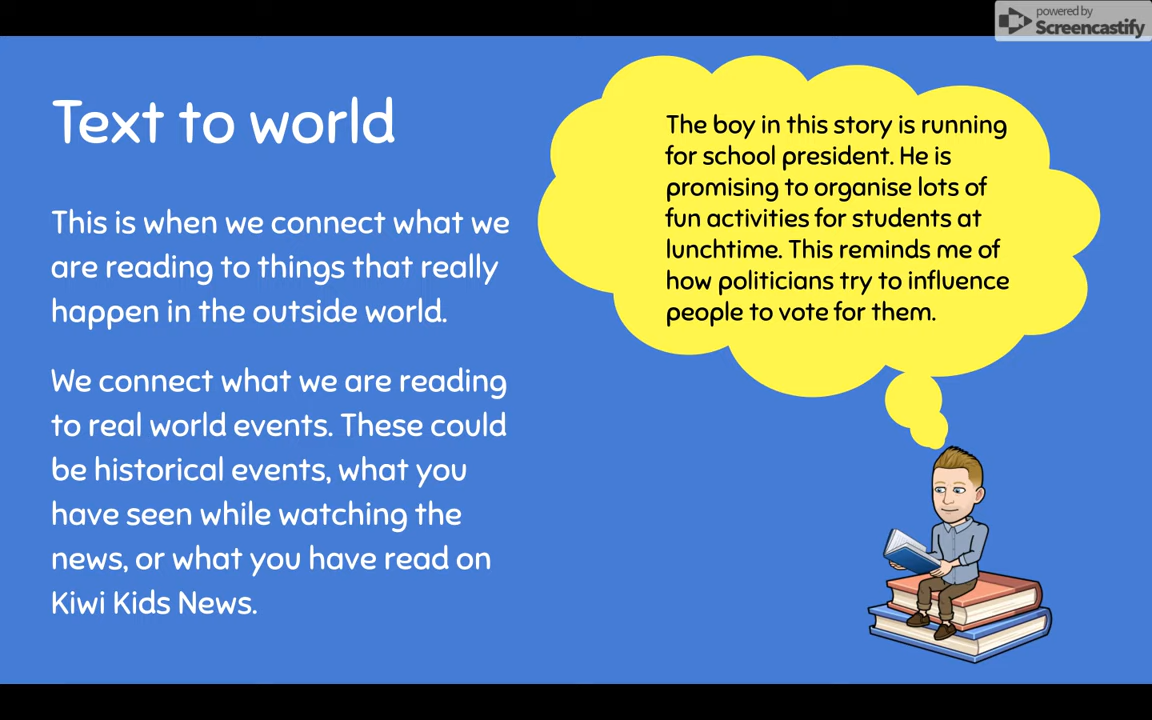 powered by
Screencastify
Text to world
This is when we connect what we
are reading to things that really
happen in the outside world.
We connect what we are reading
to real world events. These could
be historical events, what you
have seen while watching the
news, or what you have read on
Kiwi Kids News.
The boy in this story is running
for school president. He is
promising to organise lots of
fun activities for students at
lunchtime. This reminds me of
how politicians try to influence
people to vote for them.